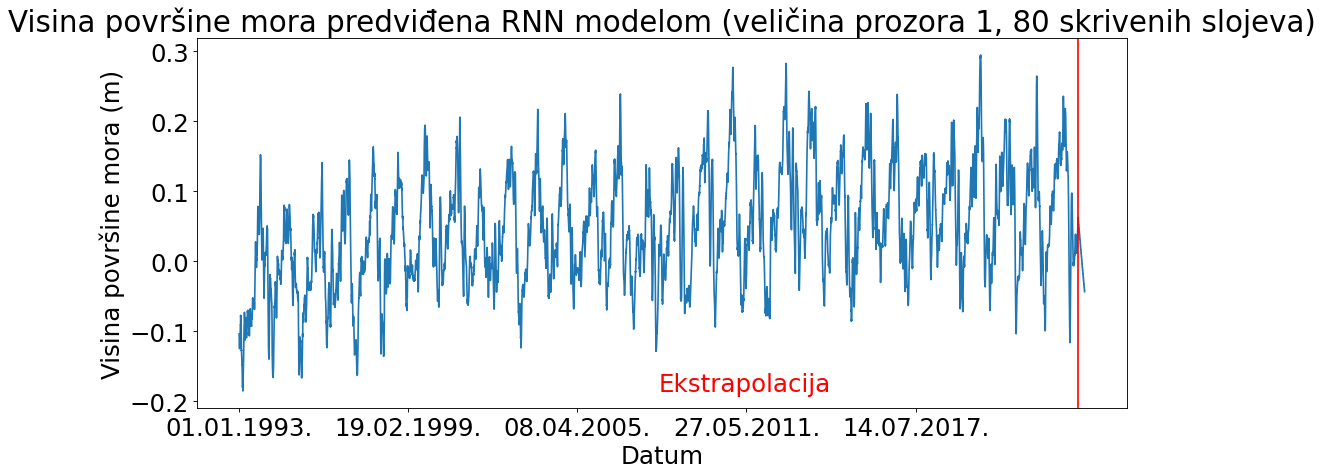 Visina površine mora predviđena RNN modelom (veličina prozora 1, 80 skrivenih slojeva)
Visina površine mora (m)
0.3
0.2
0.1
0.0
−0.1
−0.2
Ekstrapolacija
01.01.1993. 19.02.1999. 08.04.2005. 27.05.2011. 14.07.2017.
Datum